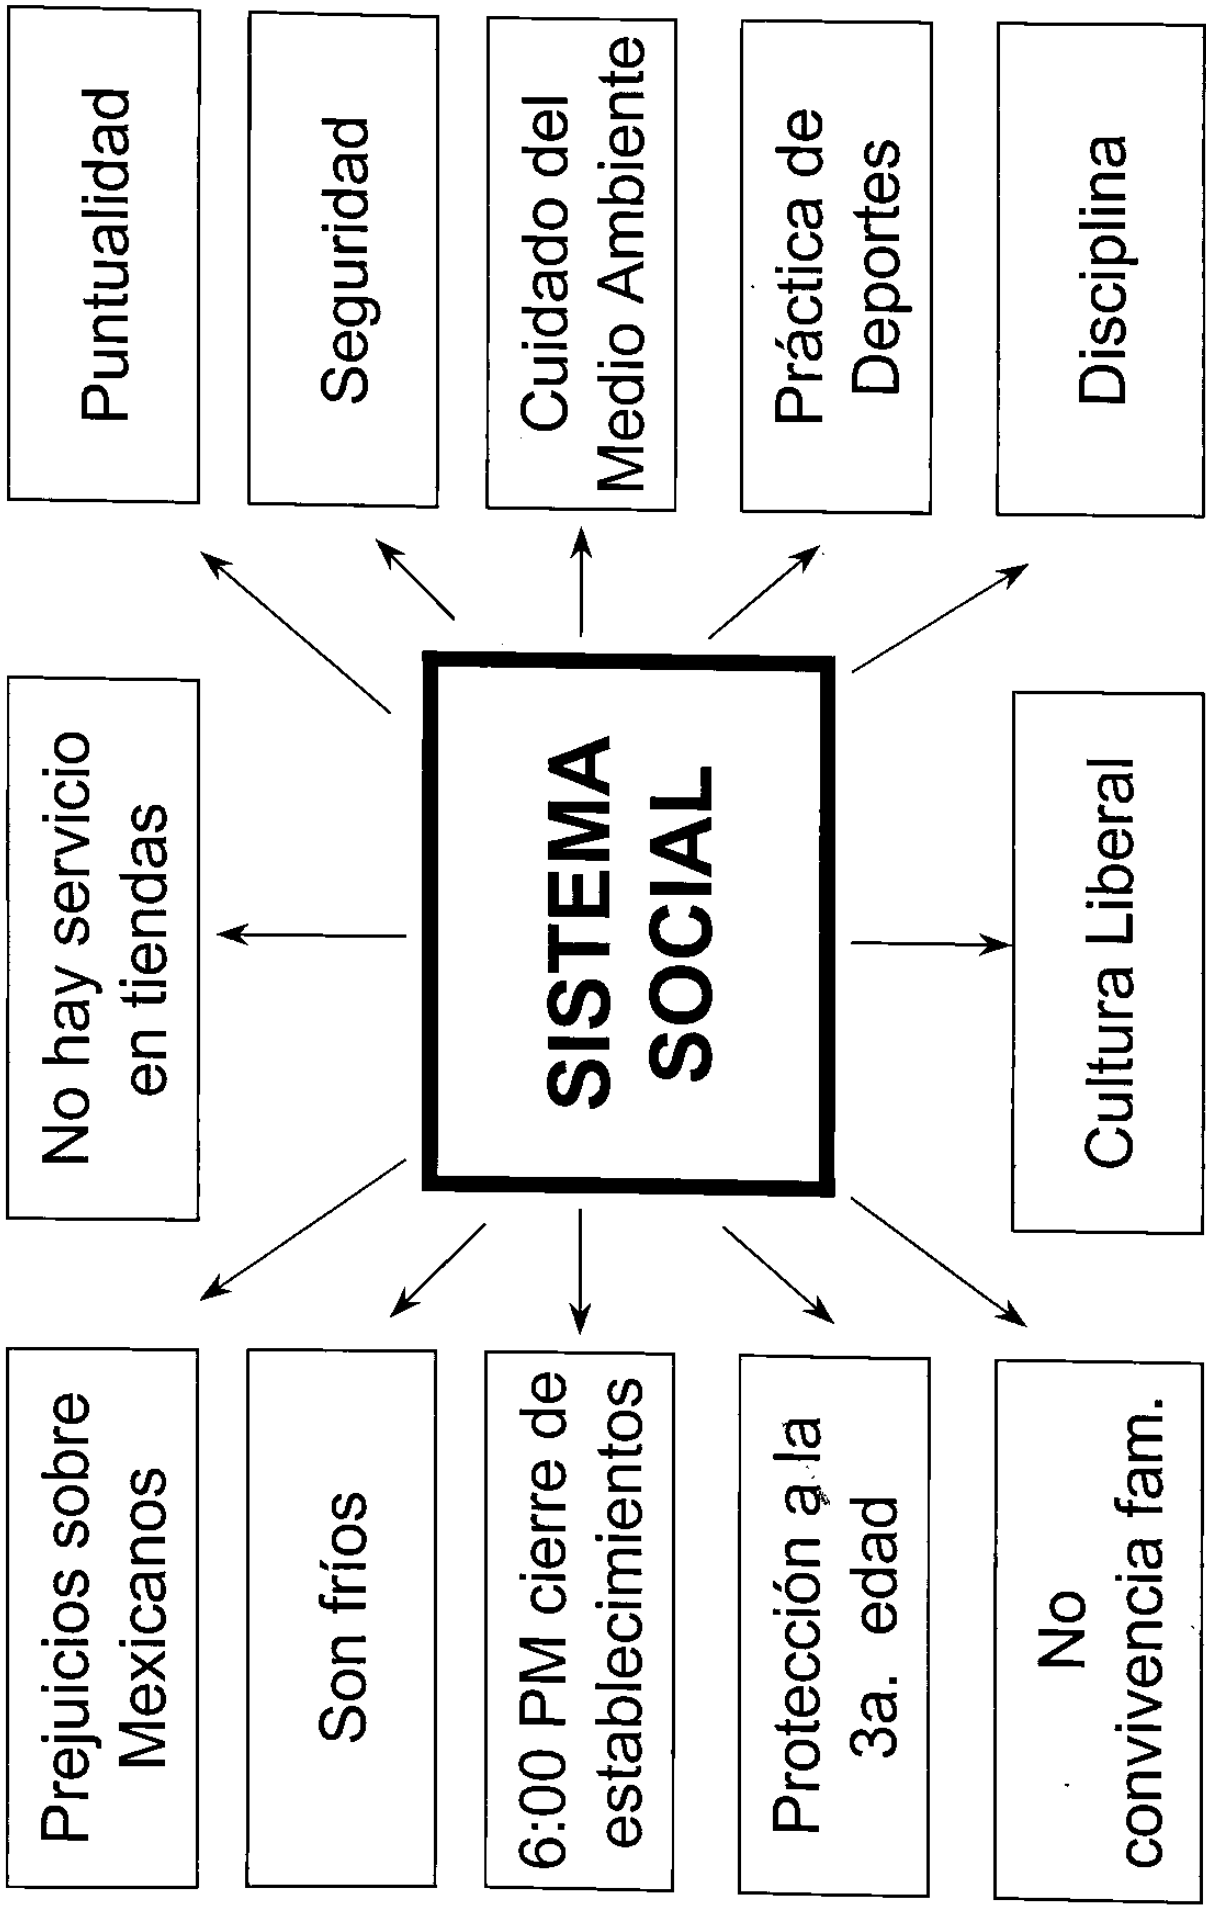 Prejuicios sobre
Mexicanos
Son fríos
6:00 PM cierre de
establecimientos
Protección a la
3a. edad
No
convivencia fam.
No hay servicio
en tiendas
SISTEMA
SOCIAL
Cultura Liberal
Puntualidad
Seguridad
Cuidado del
Medio Ambiente
Práctica de
Deportes
Disciplina